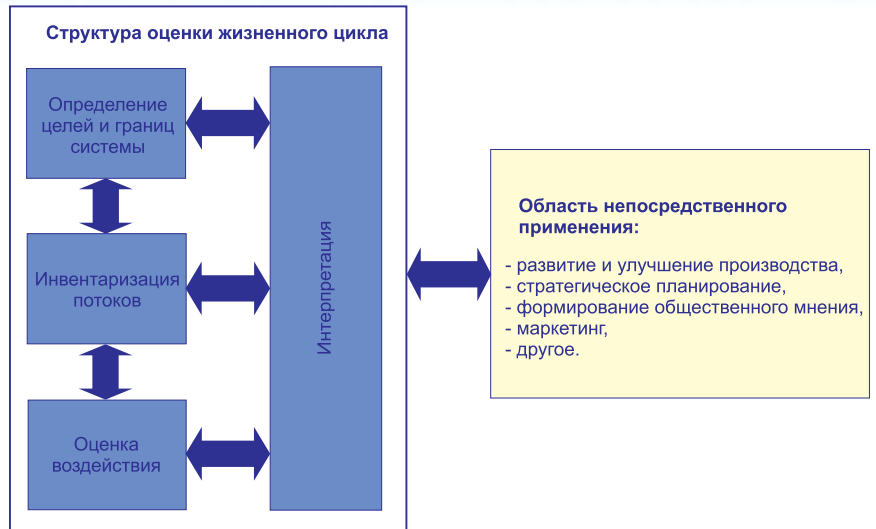 Структура оценки жизненного цикла
Определение
целей и границ
системы
Инвентаризация
потоков
Оценка
воздействия
Интерпретация
Область непосредственного
применения:
- развитие и улучшение производства,
- стратегическое планирование,
- формирование общественного мнения,
- маркетинг,
- другое.